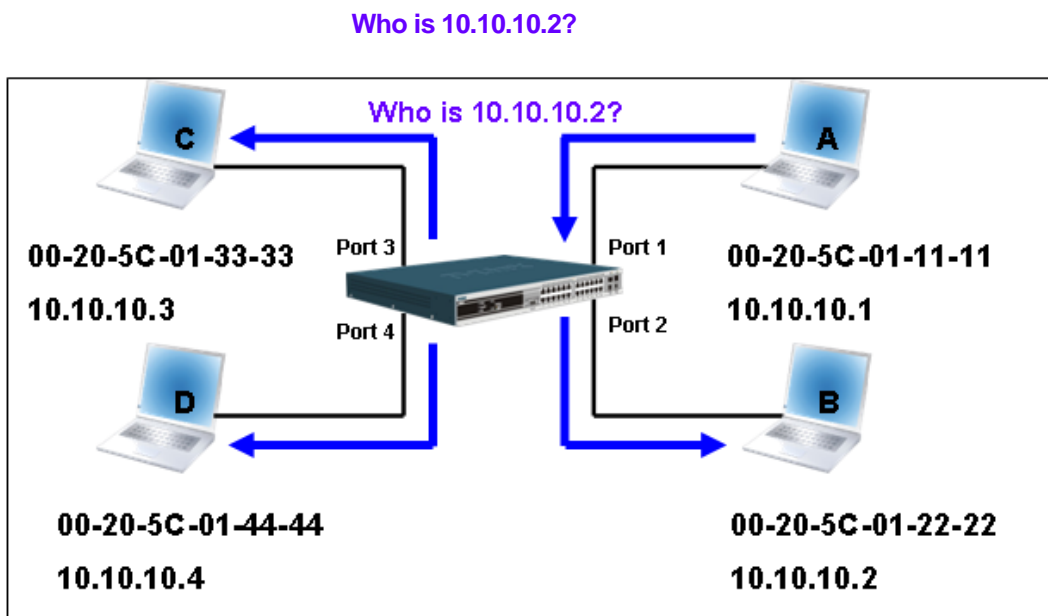 Who is 10.10.10.2?
Who is 10.10.10.2?
C
A
00-20-5C-01-33-33
10.10.10.3
Port 3
Port 1
00-20-5C-01-11-11
10.10.10.1
Port 4
Port 2
D
B
00-20-5C-01-44-44
10.10.10.4
00-20-5C-01-22-22
10.10.10.2